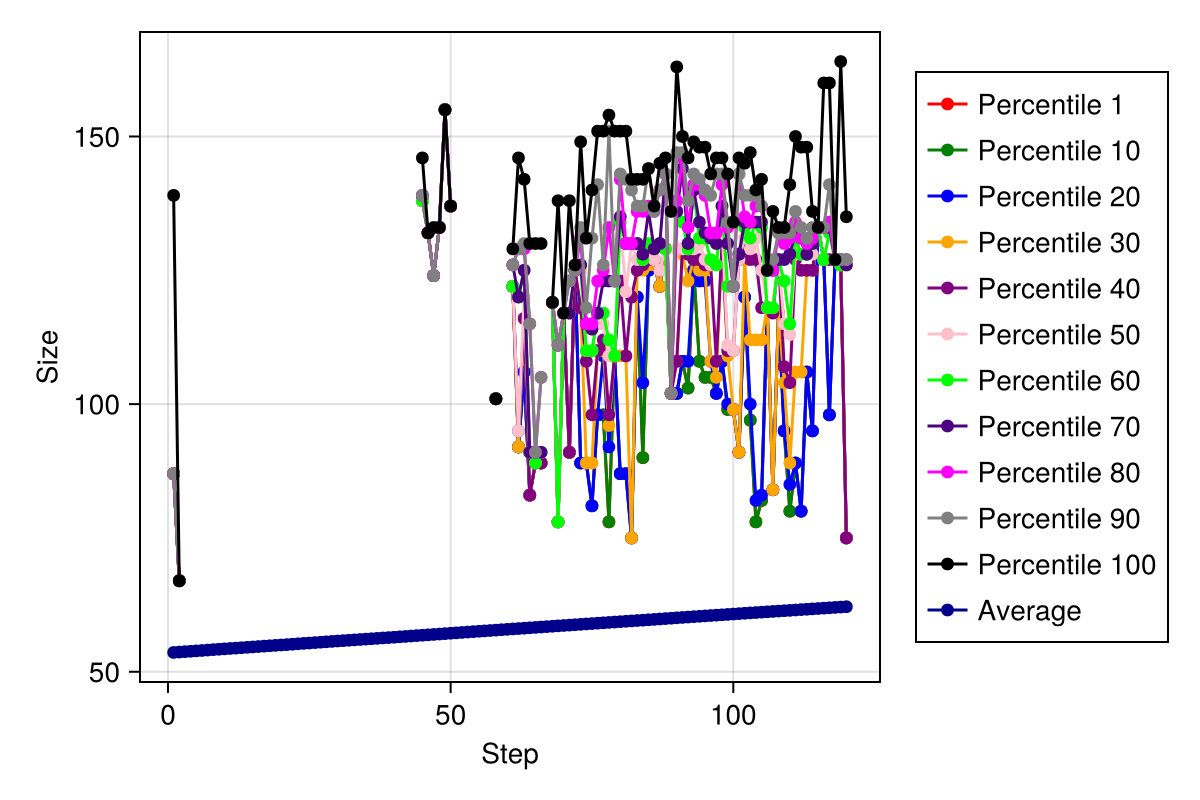 150
100
50
0
50
100
Size
Step
Percentile 1
Percentile 10
Percentile 20
Percentile 30
Percentile 40
Percentile 50
Percentile 60
Percentile 70
Percentile 80
Percentile 90
Percentile 100
Average